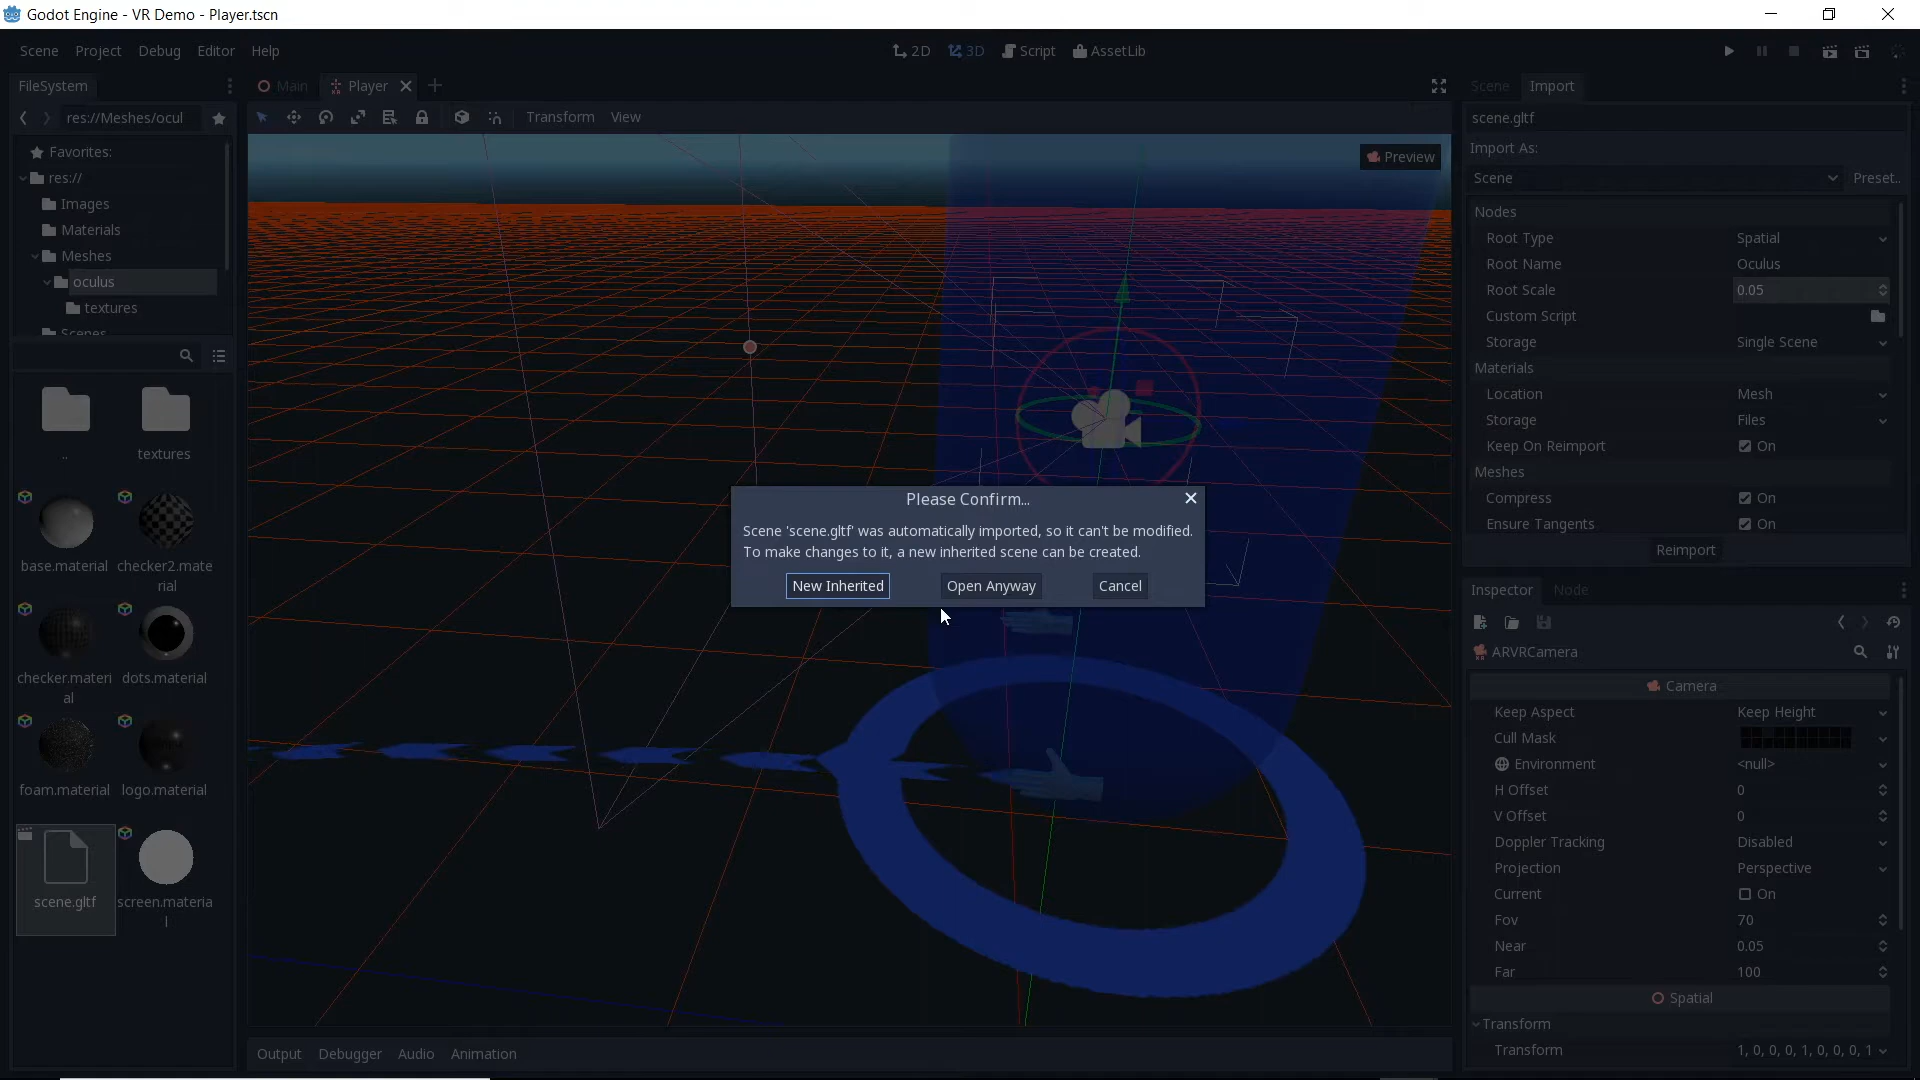 Godot Engine - VR Demo - Player.tscn
Scene Project Debug Editor Help
2D 3D Script AssetLib
FileSystem
Main Player
Scene Import
res://Meshes/ocul
Transform View
scene.gltf
Favorites:
Preview
Import As:
res://
Scene Preset..
Images
Nodes
Materials
Root Type Spatial
Meshes
Root Name Oculus
oculus
Root Scale 0.05
textures
Custom Script
Scenes
Storage Single Scene
Materials
Location Mesh
Storage Files
.. textures
Keep On Reimport On
Meshes
Compress On
Ensure Tangents On
Please Confirm...
Scene 'scene.gltf' was automatically imported, so it can't be modified.
To make changes to it, a new inherited scene can be created.
New Inherited Open Anyway Cancel
Reimport
base.material checker2.mate
rial
Inspector Node
ARVRCamera
checker.materi dots.material
al
Camera
Keep Aspect Keep Height
Cull Mask
Environment <null>
foam.material logo.material
H Offset 0
V Offset 0
Doppler Tracking Disabled
Projection Perspective
scene.gltf screen.materia
l
Current On
Fov 70
Near 0.05
Far 100
Spatial
Transform
Transform 1, 0, 0, 0, 1, 0, 0, 0, 1
Output Debugger Audio Animation